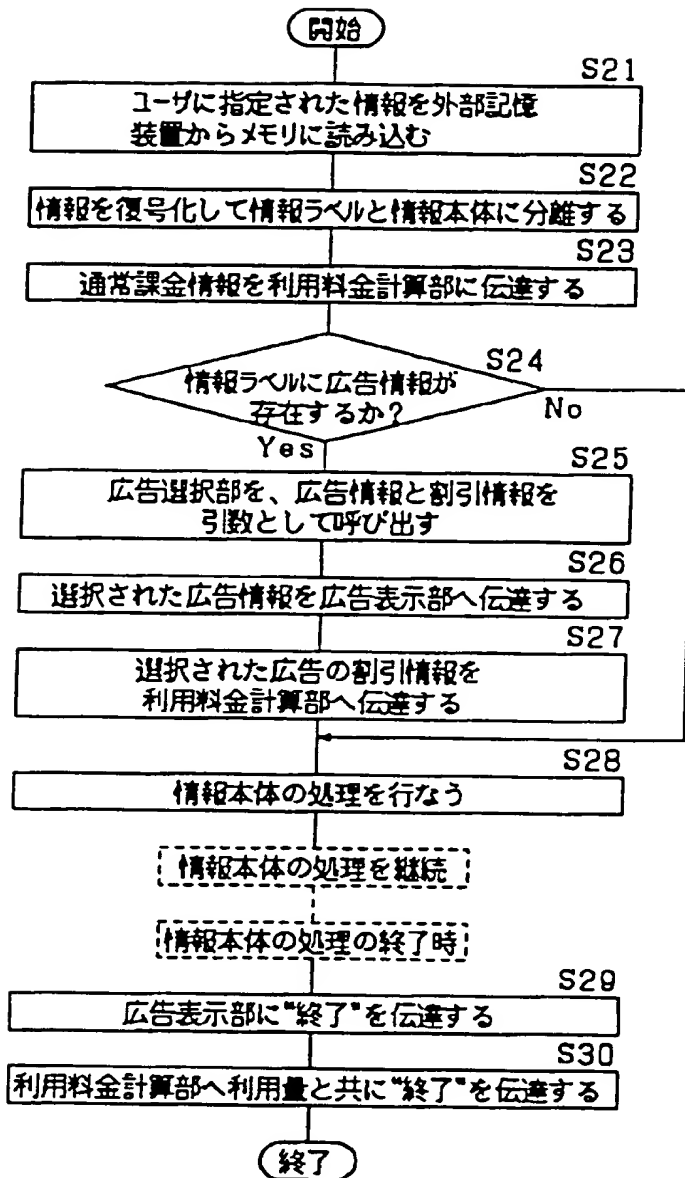 開始
S21
ユーザに指定された情報を外部記憶
装置からメモリに読み込む
S22
情報を復号化して情報ラベルと情報本体に分離する
S23
通常課金情報を利用料金計算部に伝達する
S24
情報ラベルに広告情報が
存在するか?
No
Yes
S25
広告選択部を、広告情報と割引情報を
引数として呼び出す
S26
選択された広告情報を広告表示部へ伝達する
S27
選択された広告の割引情報を
利用料金計算部へ伝達する
S28
情報本体の処理を行なう
情報本体の処理を継続
情報本体の処理の終了時
S29
広告表示部に"終了"を伝達する
S30
利用料金計算部へ利用量と共に"終了"を伝達する
終了